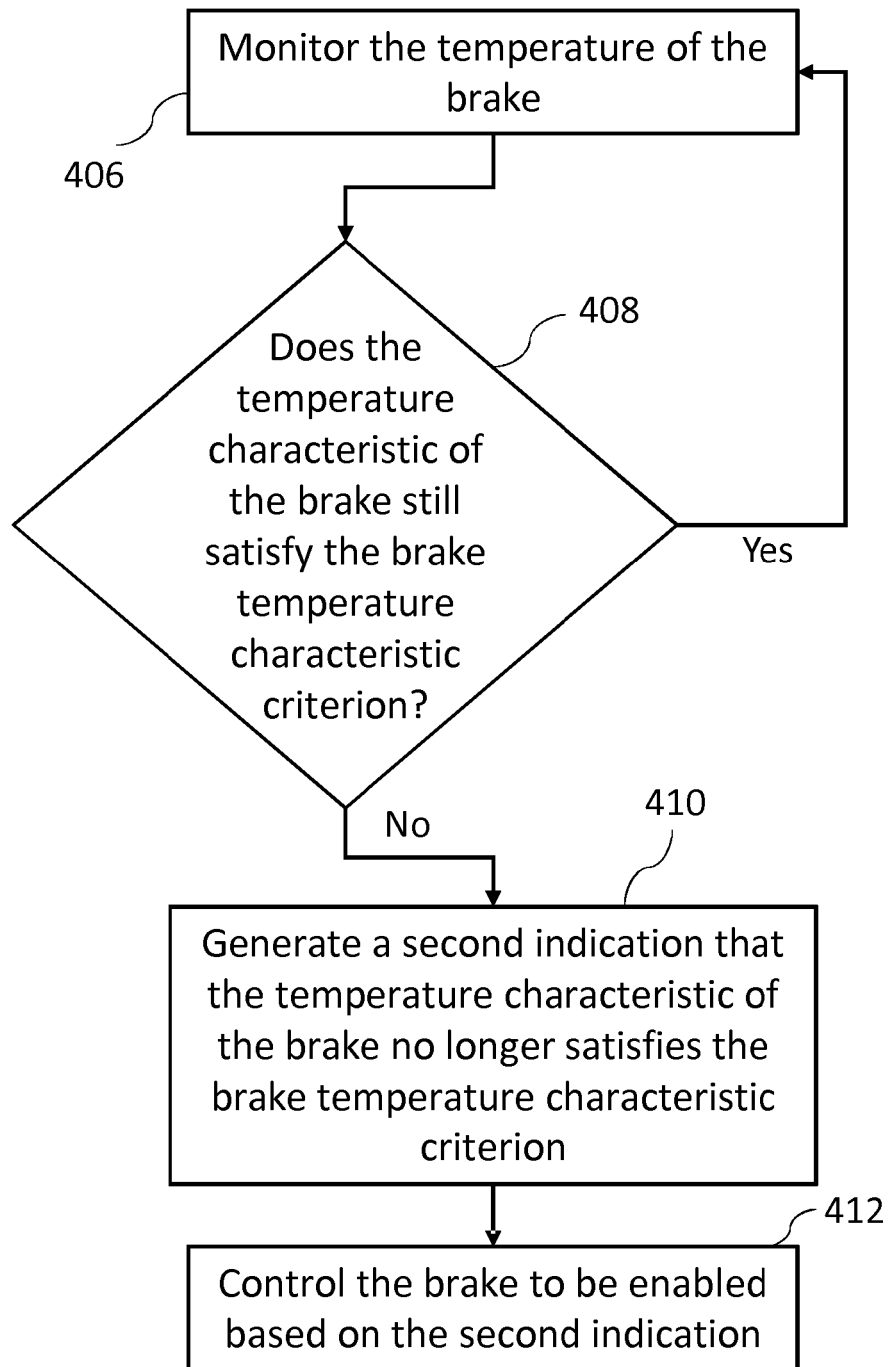 Monitor the temperature of the
brake
406
408
Does the
temperature
characteristic of
the brake still
satisfy the brake
temperature
characteristic
criterion?
Yes
No
410
Generate a second indication that
the temperature characteristic of
the brake no longer satisfies the
brake temperature characteristic
criterion
412
Control the brake to be enabled
based on the second indication